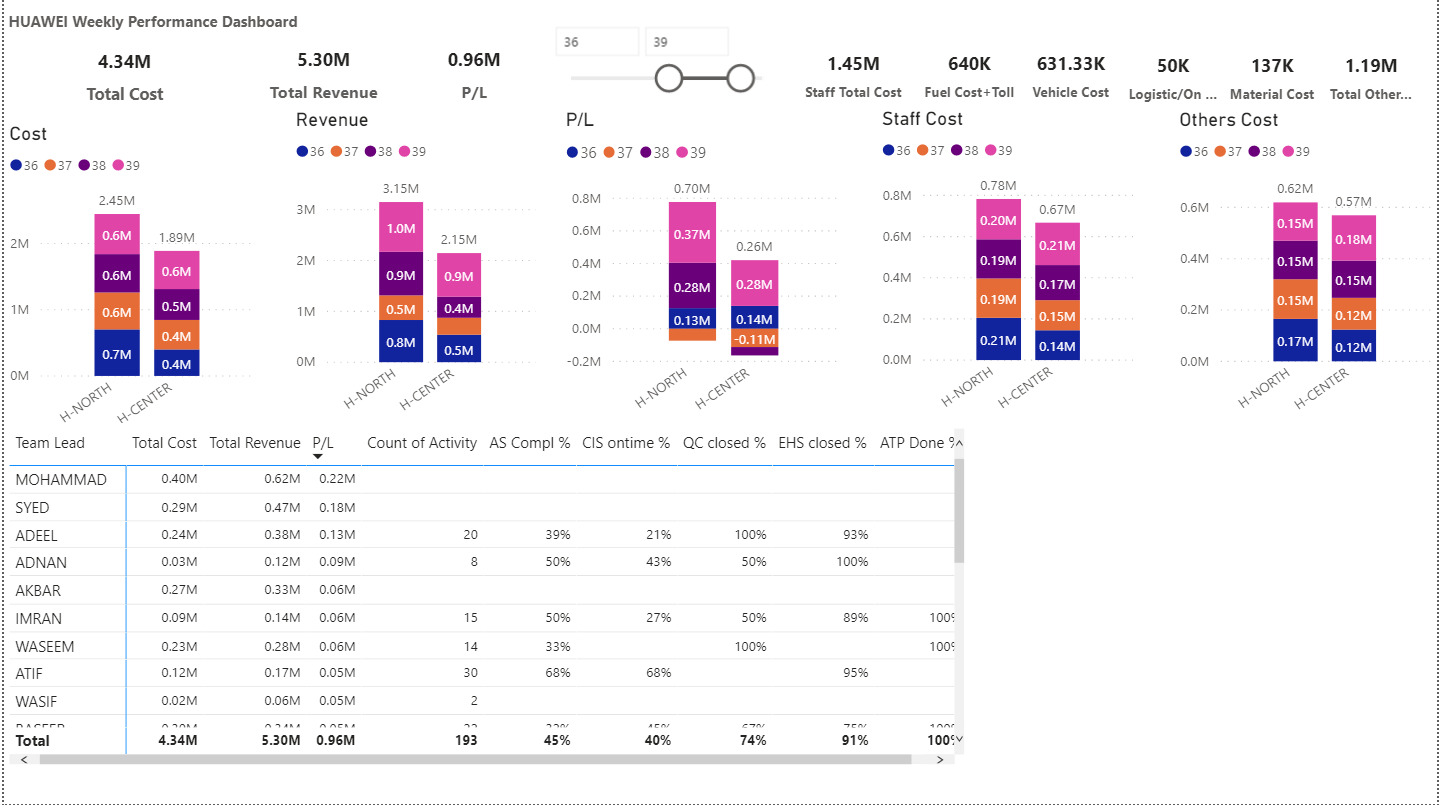 HUAWEI Weekly Performance Dashboard
4.34M
Total Cost
5.30M
Total Revenue
0.96M
P/L
36 39
1.45M
Staff Total Cost
640K
Fuel Cost+Toll
631.33K
Vehicle Cost
50K
Logistic/On ...
137K
Material Cost
1.19M
Total Other...
Cost
36 37 38 39
2M
1M
0M
2.45M
0.6M
0.6M
0.6M
0.7M
1.89M
0.6M
0.5M
0.4M
0.4M
H-NORTH
H-CENTER
Revenue
36 37 38 39
3M
2M
1M
0M
3.15M
1.0M
0.9M
0.5M
0.8M
2.15M
0.9M
0.4M
0.5M
H-NORTH
H-CENTER
P/L
36 37 38 39
0.8M
0.6M
0.4M
0.2M
0.0M
-0.2M
0.70M
0.37M
0.28M
0.13M
0.26M
0.28M
0.14M
-0.11M
H-NORTH
H-CENTER
Staff Cost
36 37 38 39
0.8M
0.6M
0.4M
0.2M
0.0M
0.78M
0.20M
0.19M
0.19M
0.21M
0.67M
0.21M
0.17M
0.15M
0.14M
H-NORTH
H-CENTER
Others Cost
36 37 38 39
0.6M
0.4M
0.2M
0.0M
0.62M
0.15M
0.15M
0.15M
0.17M
0.57M
0.18M
0.15M
0.12M
0.12M
H-NORTH
H-CENTER
Team Lead Total Cost Total Revenue P/L Count of Activity AS Compl % CIS ontime % QC closed % EHS closed % ATP Done %
MOHAMMAD 0.40M 0.62M 0.22M
SYED 0.29M 0.47M 0.18M
ADEEL 0.24M 0.38M 0.13M 20 39% 21% 100% 93%
ADNAN 0.03M 0.12M 0.09M 8 50% 43% 50% 100%
AKBAR 0.27M 0.33M 0.06M
IMRAN 0.09M 0.14M 0.06M 15 50% 27% 50% 89% 100%
WASEEM 0.23M 0.28M 0.06M 14 33% 100% 100%
ATIF 0.12M 0.17M 0.05M 30 68% 68% 95%
WASIF 0.02M 0.06M 0.05M 2
Total 4.34M 5.30M 0.96M 193 45% 40% 74% 91% 100%